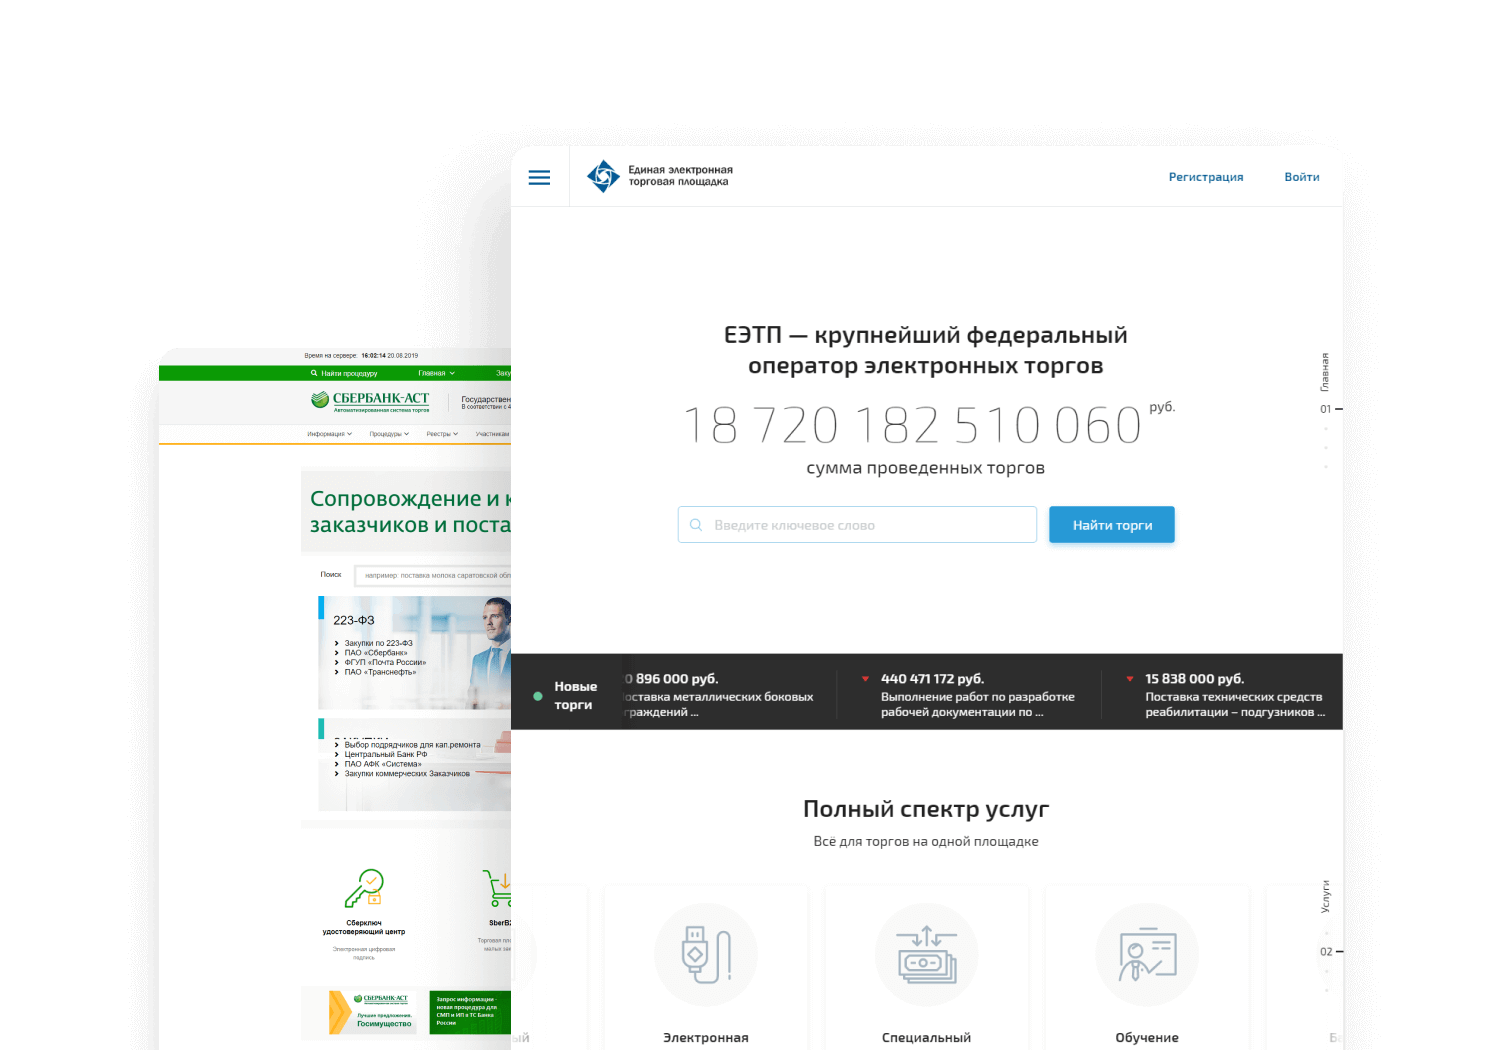 Единая электронная
торговая площадка
Регистрация
Войти
ЕЭТП — крупнейший федеральный
оператор электронных торгов
18 720 182 510 060 руб.
сумма проведенных торгов
Введите ключевое слово
Найти торги
Главная
01
Новые
торги
0 896 000 руб.
металлических боковых
...
440 471 172 руб.
Выполнение работ по разработке
рабочей документации по ...
15 838 000 руб.
Поставка технических средств
реабилитации – подгузников ...
Полный спектр услуг
Всё для торгов на одной площадке
Услуги
02
Электронная
Специальный
Обучение
Время на сервере: 16:02:14 20.08.2019
Найти процедуру
Главная
СБЕРБАНК-АСТ
Автоматизированная система торгов
Государствен
В соответствии с 4
Информация
Процедуры
Реестры
Участникам
Сопровождение и к
заказчиков и поста
Поиск
например: поставка молока саратовской обл
223-ФЗ
Закупки по 223-ФЗ
ПАО «Сбербанк»
ФГУП «Почта России»
ПАО «Транснефть»
Выбор подрядчиков для кап.ремонта
Центральный Банк РФ
ПАО АФК «Система»
Закупки коммерческих Заказчиков
Сберключ
удостоверяющий центр
Электронная цифровая
подпись
SberB2
Торговая пло
малых зак
СБЕРБАНК-АСТ
Лучшие предложения.
Госимущество
Запрос информации -
новая процедура для
СМП и ИП в ТС Банка
России